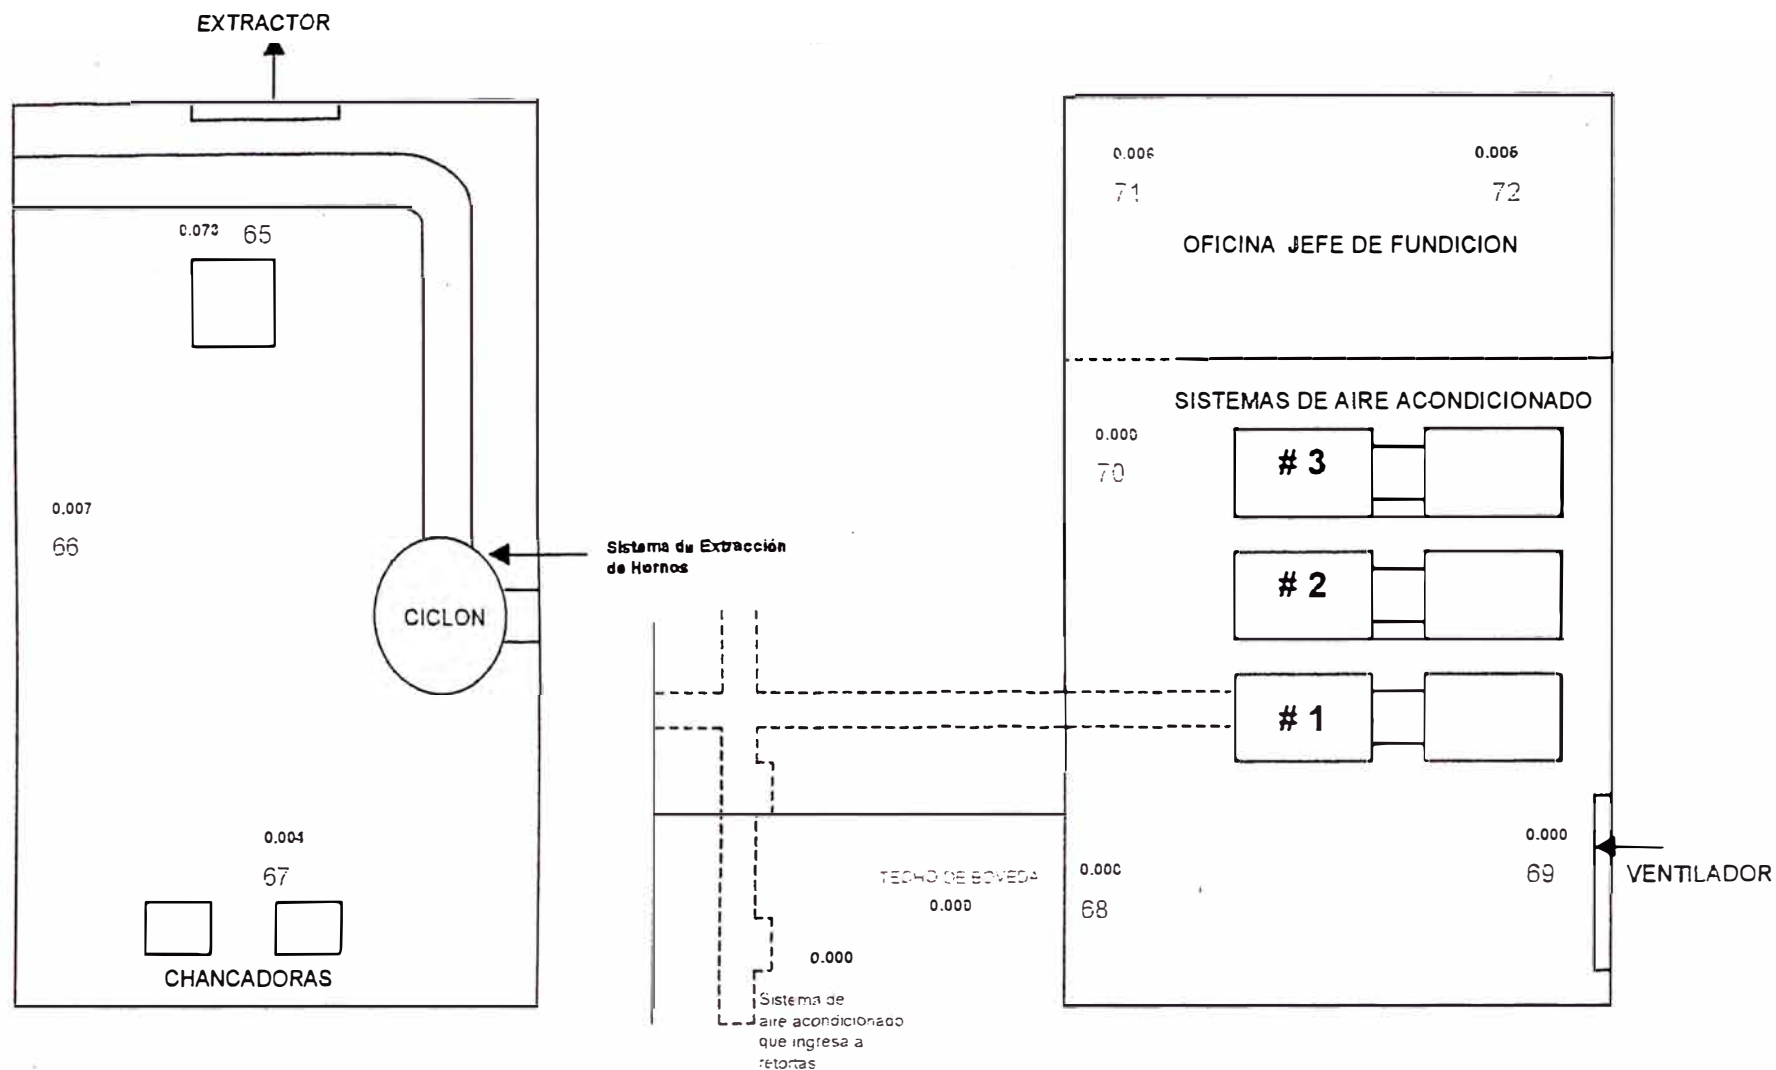 EXTRACTOR
0.073 65
0.007
66
Sistema de Extracción
de Hornos
CICLON
0.004
67
CHANCADORAS
0.006
71
0.006
72
OFICINA JEFE DE FUNDICION
SISTEMAS DE AIRE ACONDICIONADO
0.000
70
# 3
# 2
# 1
TECHO DE BOVEDA
0.000
0.000
68
0.000
69
VENTILADOR
0.000
Sistema de
aire acondicionado
que ingresa a
retortas